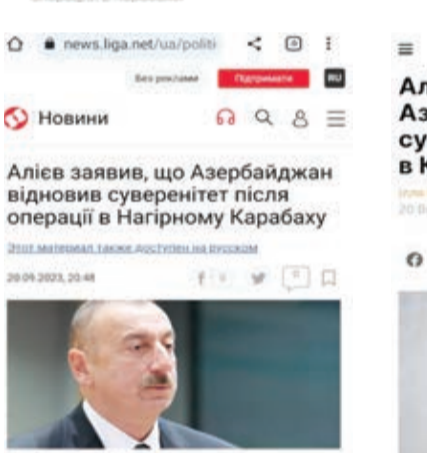 news.liga.net/ua/politi
Без реклами
Підтримати
RU
Новини
Алієв заявив, що Азербайджан
відновив суверенітет після
операції в Нагірному Карабаху
Этот материал также доступен на русском
20.09.2023, 20:48
Ал
Аз
су
в К